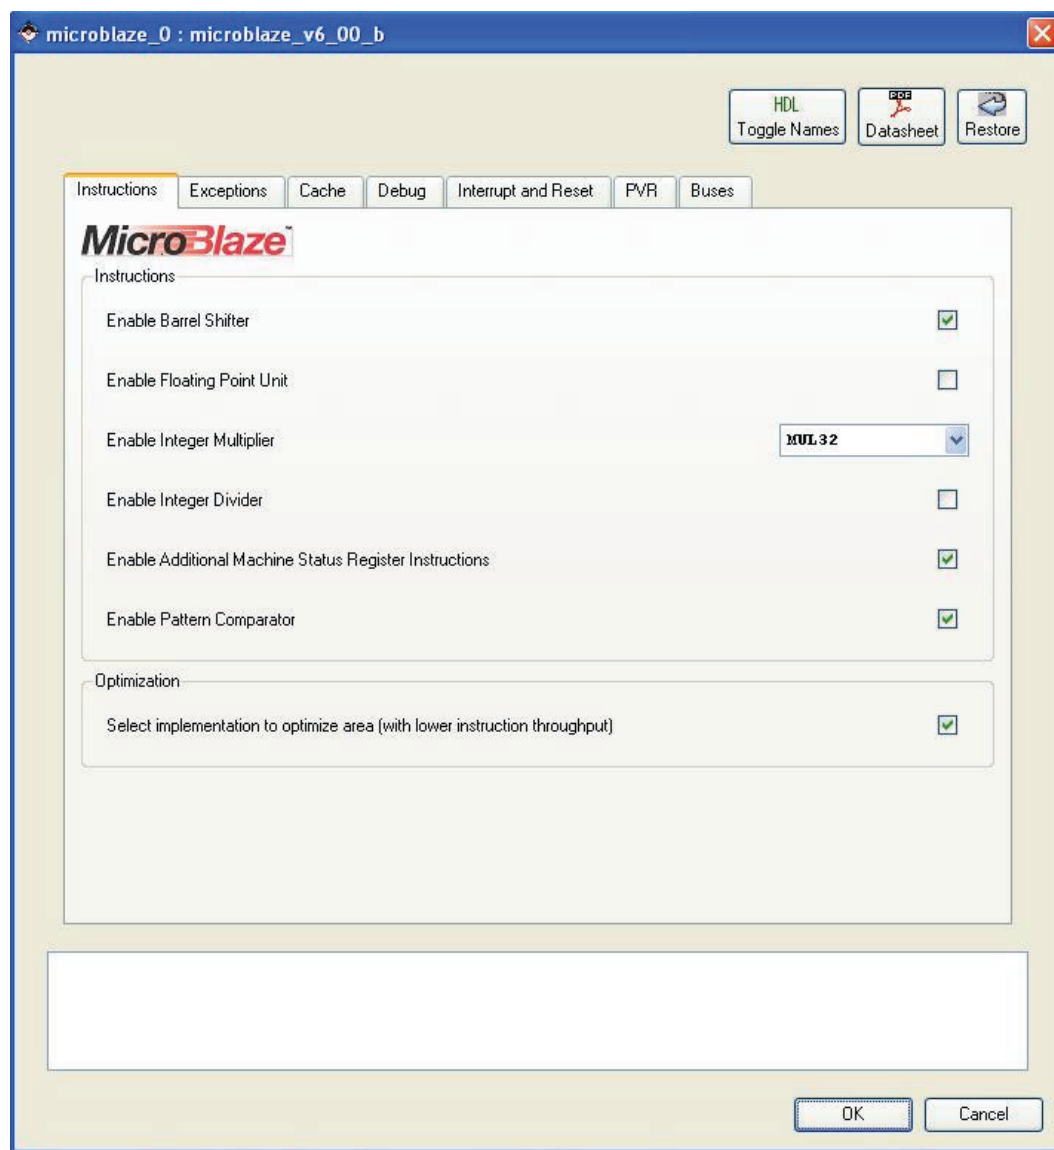 microblaze_0 : microblaze_v6_00_b
HDL
Toggle Names
PDF
Datasheet
Restore
Instructions Exceptions Cache Debug Interrupt and Reset PVR Buses
MicroBlaze™
Instructions
Enable Barrel Shifter
Enable Floating Point Unit
Enable Integer Multiplier MUL32
Enable Integer Divider
Enable Additional Machine Status Register Instructions
Enable Pattern Comparator
Optimization
Select implementation to optimize area (with lower instruction throughput)
OK Cancel